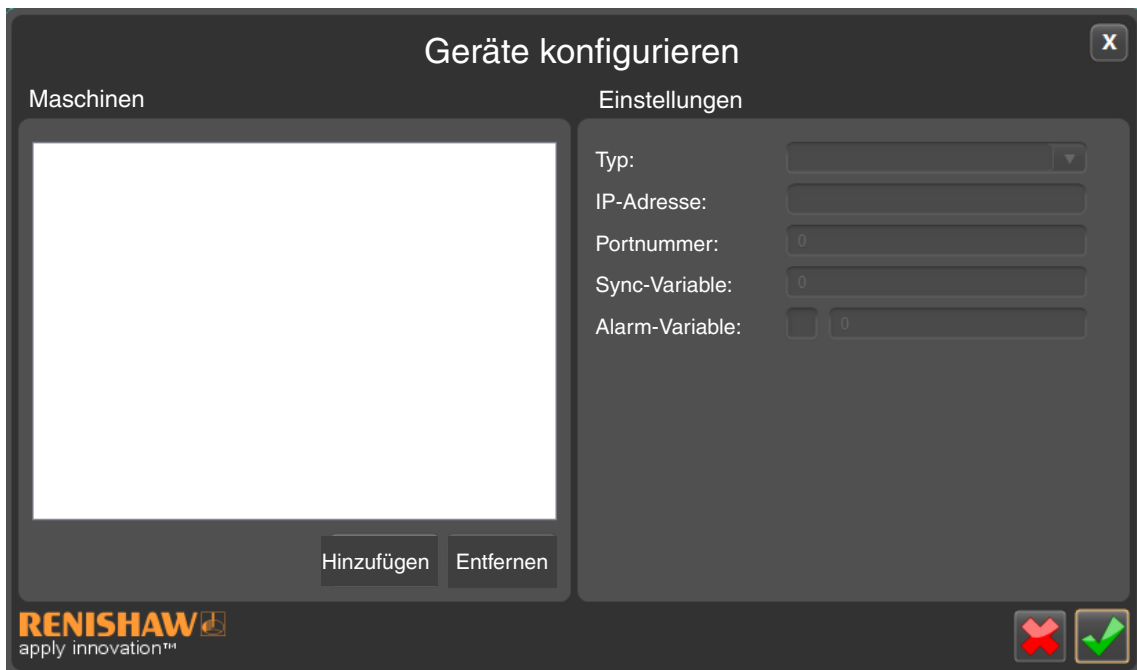 Geräte konfigurieren
X
Maschinen
Einstellungen
Typ:
IP-Adresse:
Portnummer:
0
Sync-Variable:
0
Alarm-Variable:
0
Hinzufügen
Entfernen
RENISHAW
apply innovation™